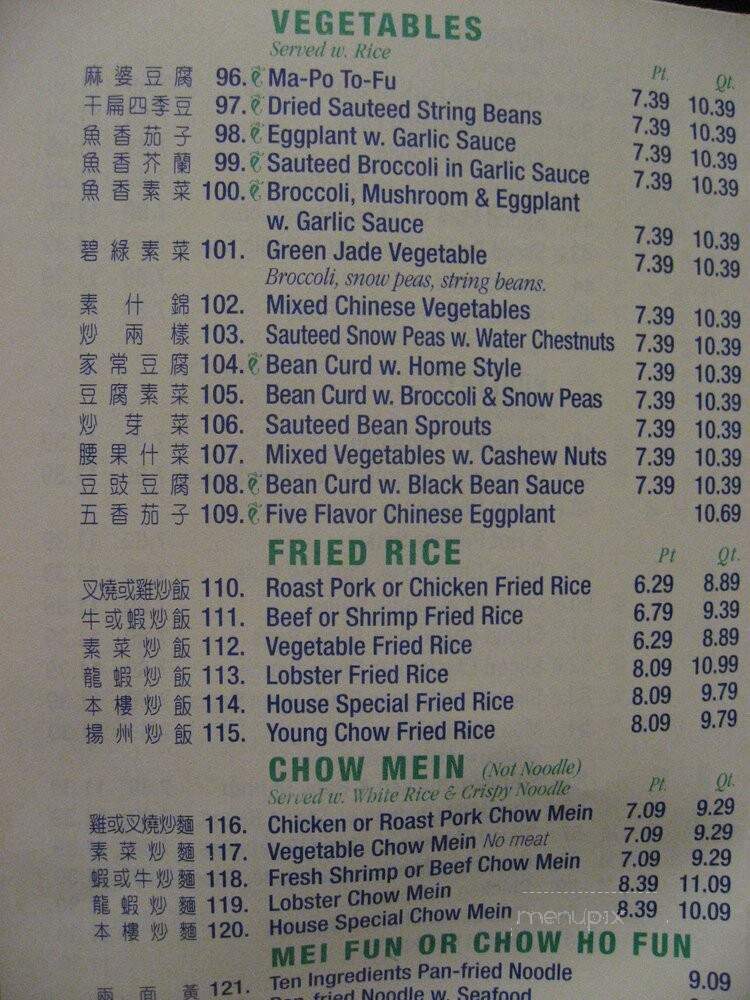 VEGETABLES
Served w. Rice
Pt. Qt.
麻婆豆腐 96. Ma-Po To-Fu 7.39 10.39
干扁四季豆 97. Dried Sauteed String Beans 7.39 10.39
魚香茄子 98. Eggplant w. Garlic Sauce 7.39 10.39
魚香芥蘭 99. Sauteed Broccoli in Garlic Sauce 7.39 10.39
魚香素菜 100. Broccoli, Mushroom & Eggplant
w. Garlic Sauce 7.39 10.39
碧綠素菜 101. Green Jade Vegetable 7.39 10.39
Broccoli, snow peas, string beans.
素什錦 102. Mixed Chinese Vegetables 7.39 10.39
炒兩樣 103. Sauteed Snow Peas w. Water Chestnuts 7.39 10.39
家常豆腐 104. Bean Curd w. Home Style 7.39 10.39
豆腐素菜 105. Bean Curd w. Broccoli & Snow Peas 7.39 10.39
炒芽菜 106. Sauteed Bean Sprouts 7.39 10.39
腰果什菜 107. Mixed Vegetables w. Cashew Nuts 7.39 10.39
豆豉豆腐 108. Bean Curd w. Black Bean Sauce 7.39 10.39
五香茄子 109. Five Flavor Chinese Eggplant 10.69
FRIED RICE Pt Qt.
叉燒或雞炒飯 110. Roast Pork or Chicken Fried Rice 6.29 8.89
牛或蝦炒飯 111. Beef or Shrimp Fried Rice 6.79 9.39
素菜炒飯 112. Vegetable Fried Rice 6.29 8.89
龍蝦炒飯 113. Lobster Fried Rice 8.09 10.99
本樓炒飯 114. House Special Fried Rice 8.09 9.79
揚州炒飯 115. Young Chow Fried Rice 8.09 9.79
CHOW MEIN (Not Noodle)
Served w. White Rice & Crispy Noodle Pt. Qt.
雞或叉燒炒麵 116. Chicken or Roast Pork Chow Mein 7.09 9.29
素菜炒麵 117. Vegetable Chow Mein No meat 7.09 9.29
蝦或牛炒麵 118. Fresh Shrimp or Beef Chow Mein 7.09 9.29
龍蝦炒麵 119. Lobster Chow Mein 8.39 11.09
本樓炒麵 120. House Special Chow Mein 8.39 10.09
menupix
MEI FUN OR CHOW HO FUN
兩面黃 121. Ten Ingredients Pan-fried Noodle 9.09
Pan-fried Noodle w. Seafood